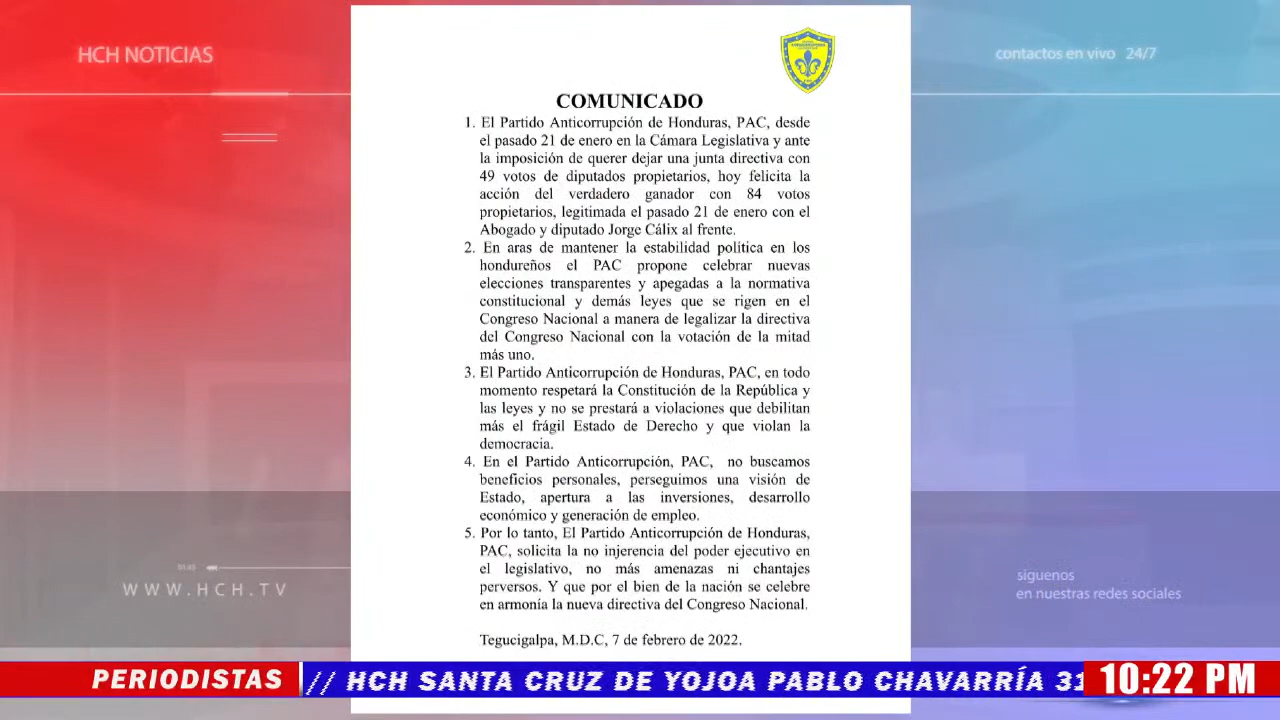 HCH NOTICIAS
contactos en vivo 24/7
COMUNICADO
1. El Partido Anticorrupción de Honduras, PAC, desde
el pasado 21 de enero en la Cámara Legislativa y ante
la imposición de querer dejar una junta directiva con
49 votos de diputados propietarios, hoy felicita la
acción del verdadero ganador con 84 votos
propietarios, legitimada el pasado 21 de enero con el
Abogado y diputado Jorge Cálix al frente.
2. En aras de mantener la estabilidad política en los
hondureños el PAC propone celebrar nuevas
elecciones transparentes y apegadas a la normativa
constitucional y demás leyes que se rigen en el
Congreso Nacional a manera de legalizar la directiva
del Congreso Nacional con la votación de la mitad
más uno.
3. El Partido Anticorrupción de Honduras, PAC, en todo
momento respetará la Constitución de la República y
las leyes y no se prestará a violaciones que debilitan
más el frágil Estado de Derecho y que violan la
democracia.
4. En el Partido Anticorrupción, PAC, no buscamos
beneficios personales, perseguimos una visión de
Estado, apertura a las inversiones, desarrollo
económico y generación de empleo.
5. Por lo tanto, El Partido Anticorrupción de Honduras,
PAC, solicita la no injerencia del poder ejecutivo en
el legislativo, no más amenazas ni chantajes
perversos. Y que por el bien de la nación se celebre
en armonía la nueva directiva del Congreso Nacional.
Tegucigalpa, M.D.C, 7 de febrero de 2022.
WWW.HCH.TV
síguenos
en nuestras redes sociales
PERIODISTAS
// HCH SANTA CRUZ DE YOJOA PABLO CHAVARRÍA 31
10:22 PM